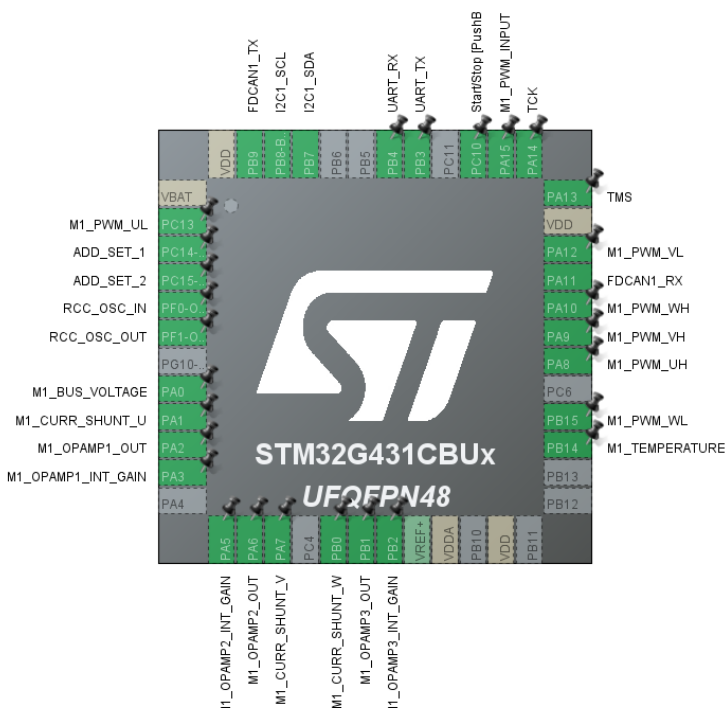 FDCAN1_TX
I2C1_SCL
I2C1_SDA
UART_RX
UART_TX
Start/Stop [PushB
M1_PWM_INPUT
TCK
VDD
PB9
PB8-B..
PB7
PB6
PB5
PB4
PB3
PC11
PC10
PA15
PA14
VBAT
PA13 TMS
M1_PWM_UL PC13
VDD
ADD_SET_1 PC14-..
PA12 M1_PWM_VL
ADD_SET_2 PC15-..
PA11 FDCAN1_RX
RCC_OSC_IN PF0-O..
PA10 M1_PWM_WH
RCC_OSC_OUT PF1-O..
PA9 M1_PWM_VH
PG10-..
PA8 M1_PWM_UH
M1_BUS_VOLTAGE PA0
PC6
M1_CURR_SHUNT_U PA1
PB15 M1_PWM_WL
M1_OPAMP1_OUT PA2
PB14 M1_TEMPERATURE
M1_OPAMP1_INT_GAIN PA3
PB13
PA4
PB12
ST
STM32G431CBUx
UFQFPN48
PA5
PA6
PA7
PC4
PB0
PB1
PB2
VREF+
VDDA
PB10
VDD
PB11
I1_OPAMP2_INT_GAIN
M1_OPAMP2_OUT
M1_CURR_SHUNT_V
M1_CURR_SHUNT_W
M1_OPAMP3_OUT
I1_OPAMP3_INT_GAIN